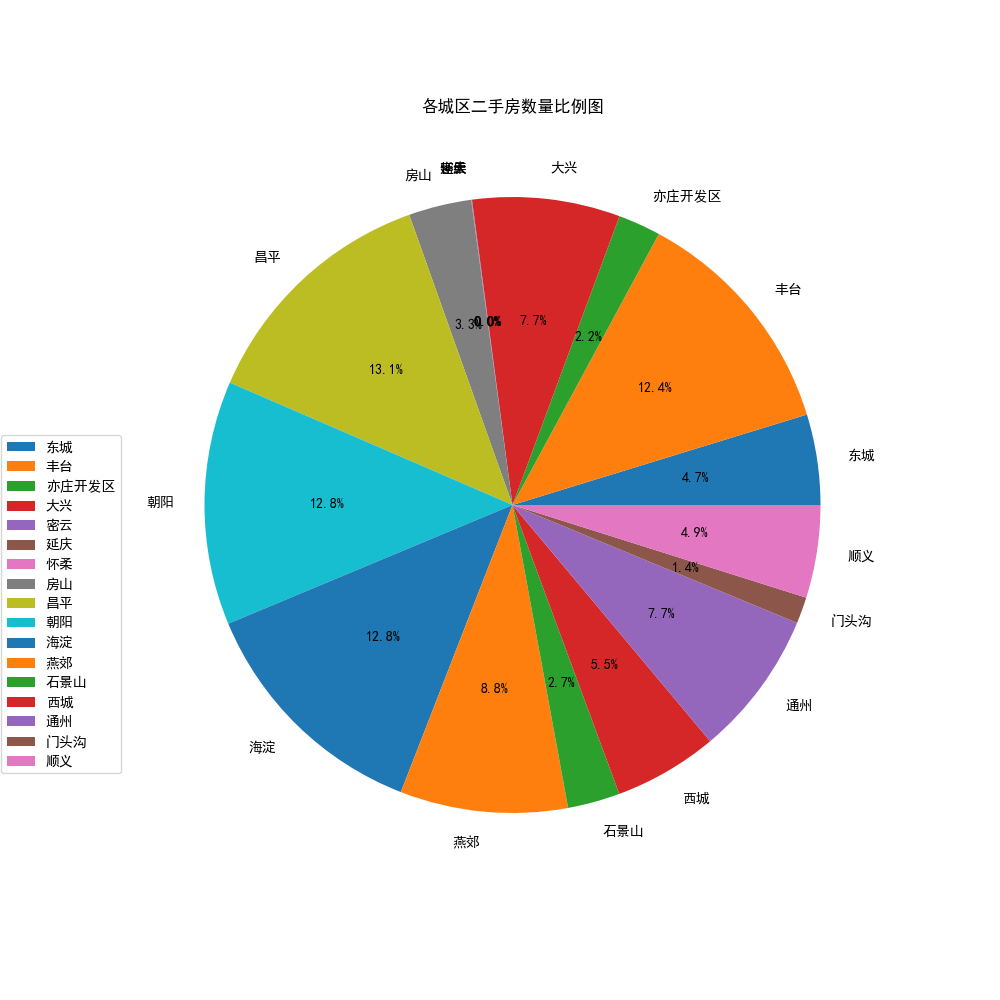 各城区二手房数量比例图
大兴
房山
亦庄开发区
昌平
丰台
3.3%
0.0%
7.7%
2.2%
13.1%
12.4%
东城
4.7%
朝阳
12.8%
4.9%
顺义
1.4%
门头沟
7.7%
12.8%
5.5%
2.7%
8.8%
通州
海淀
西城
石景山
燕郊
东城
丰台
亦庄开发区
大兴
密云
延庆
怀柔
房山
昌平
朝阳
海淀
燕郊
石景山
西城
通州
门头沟
顺义